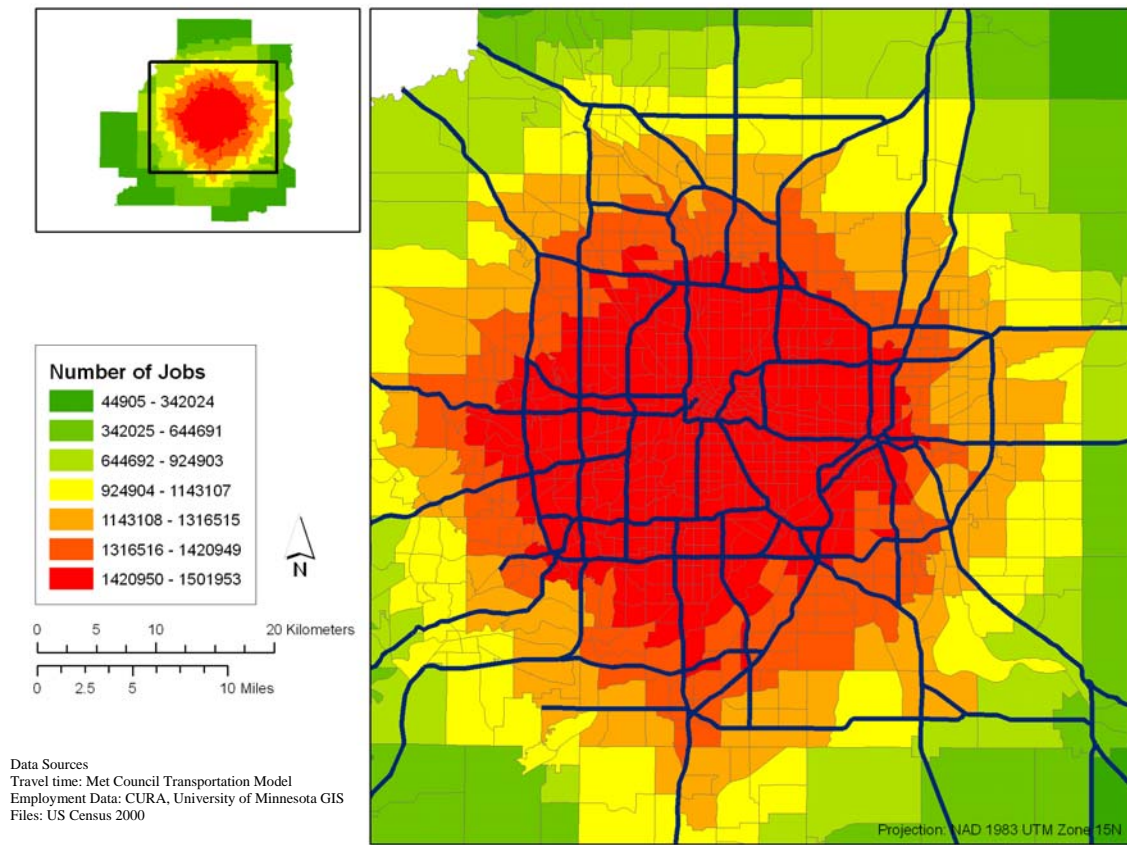 Number of Jobs
44905 - 342024
342025 - 644691
644692 - 924903
924904 - 1143107
1143108 - 1316515
1316516 - 1420949
1420950 - 1501953
N
0 5 10 20 Kilometers
0 2.5 5 10 Miles
Data Sources
Travel time: Met Council Transportation Model
Employment Data: CURA, University of Minnesota GIS
Files: US Census 2000
Projection: NAD 1983 UTM Zone 15N